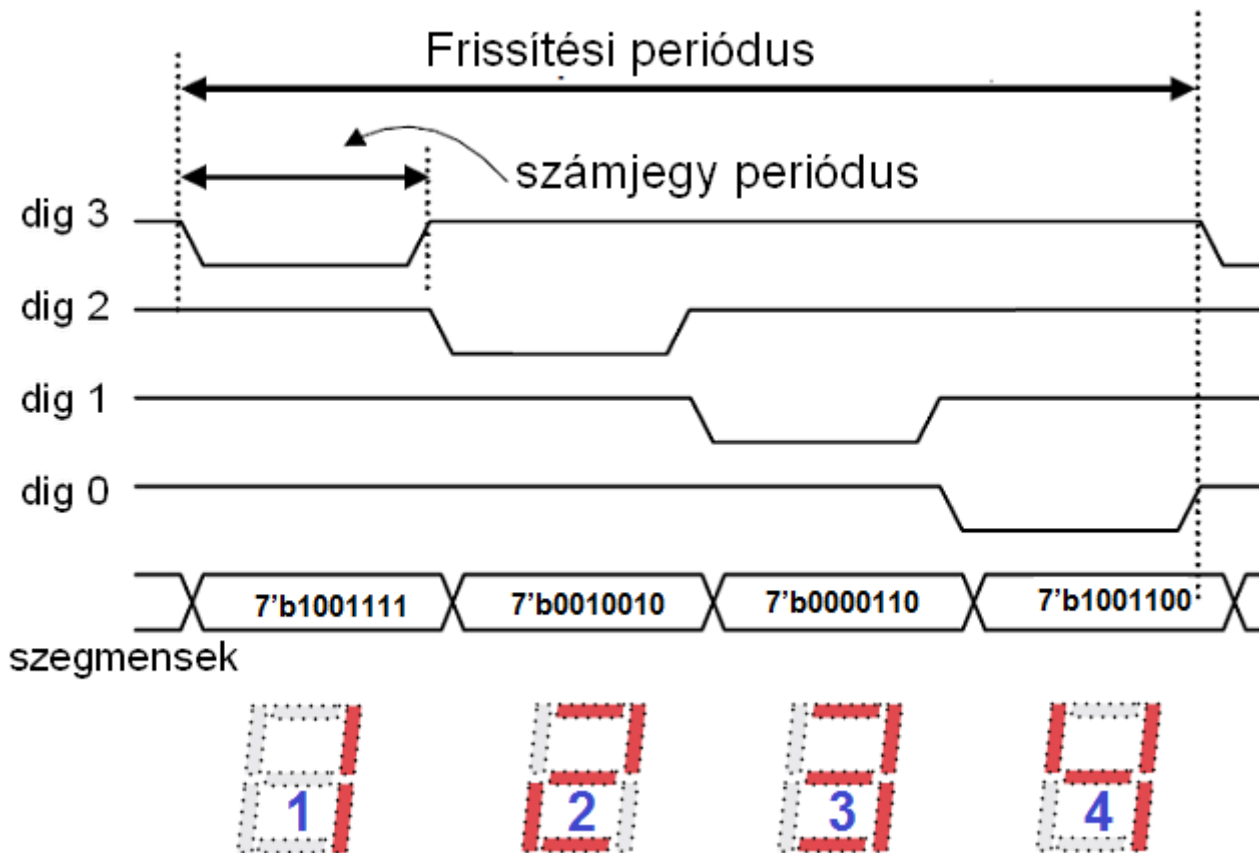 Frissítési periódus
számjegy periódus
dig 3
dig 2
dig 1
dig 0
7’b1001111 7’b0010010 7’b0000110 7’b1001100
szegmensek
1 2 3 4